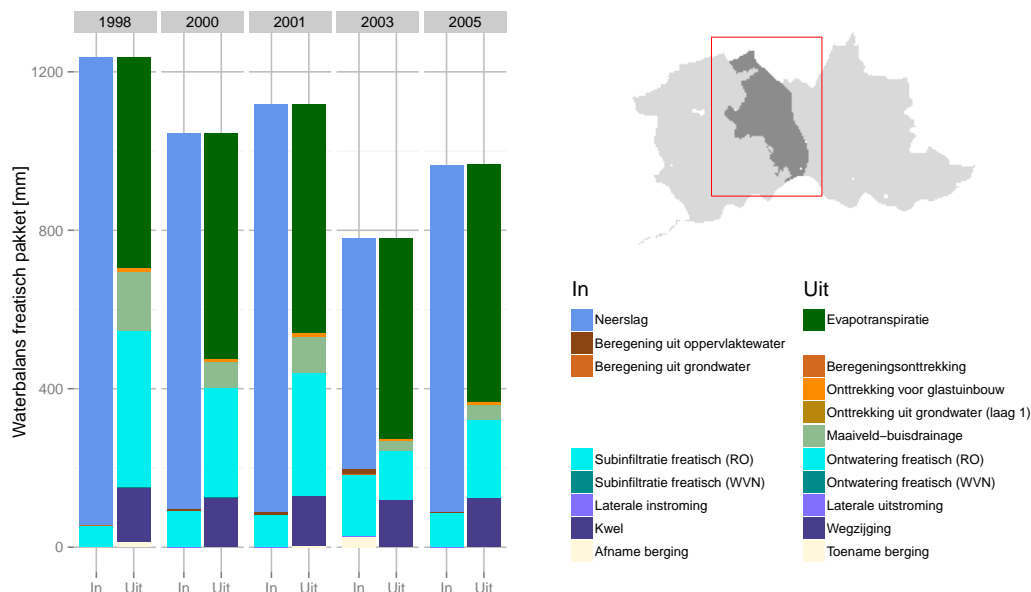 1998 2000 2001 2003 2005
Waterbalans freatisch pakket [mm]
1200
800
400
0
In Uit In Uit In Uit In Uit In Uit
In
Neerslag
Beregening uit oppervlaktewater
Beregening uit grondwater
Subinfiltratie freatisch (RO)
Subinfiltratie freatisch (WVN)
Laterale instroming
Kwel
Afname berging
Uit
Evapotranspiratie
Beregeningsonttrekking
Onttrekking voor glastuinbouw
Onttrekking uit grondwater (laag 1)
Maaiveld−buisdrainage
Ontwatering freatisch (RO)
Ontwatering freatisch (WVN)
Laterale uitstroming
Wegzijging
Toename berging